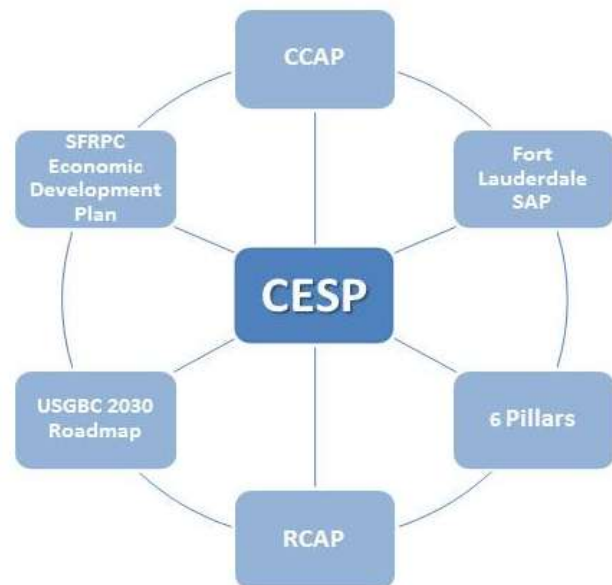 CCAP
SFRPC
Economic
Development
Plan
Fort
Lauderdale
SAP
CESP
USGBC 2030
Roadmap
6 Pillars
RCAP